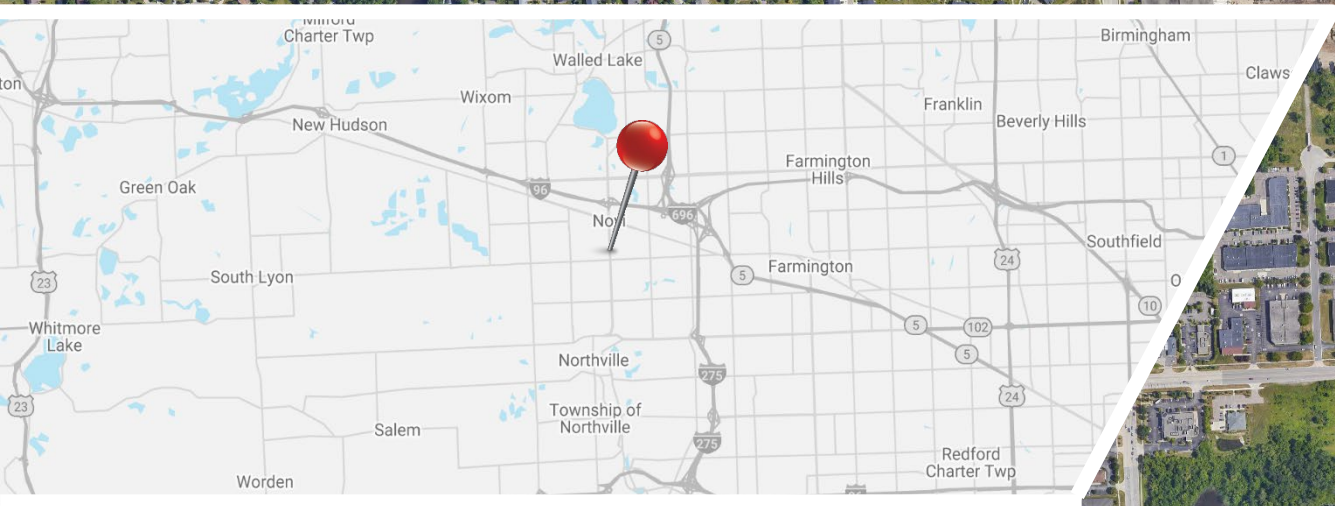 Milford
Charter Twp
5
Birmingham
Walled Lake
Claws
ton
Wixom
Franklin
New Hudson
Beverly Hills
Farmington
Hills
1
Green Oak
96
696
Novi
Southfield
24
5
Farmington
South Lyon
23
O
10
Whitmore
Lake
5
102
5
Northville
275
24
23
Township of
Northville
Salem
275
Redford
Charter Twp
Worden